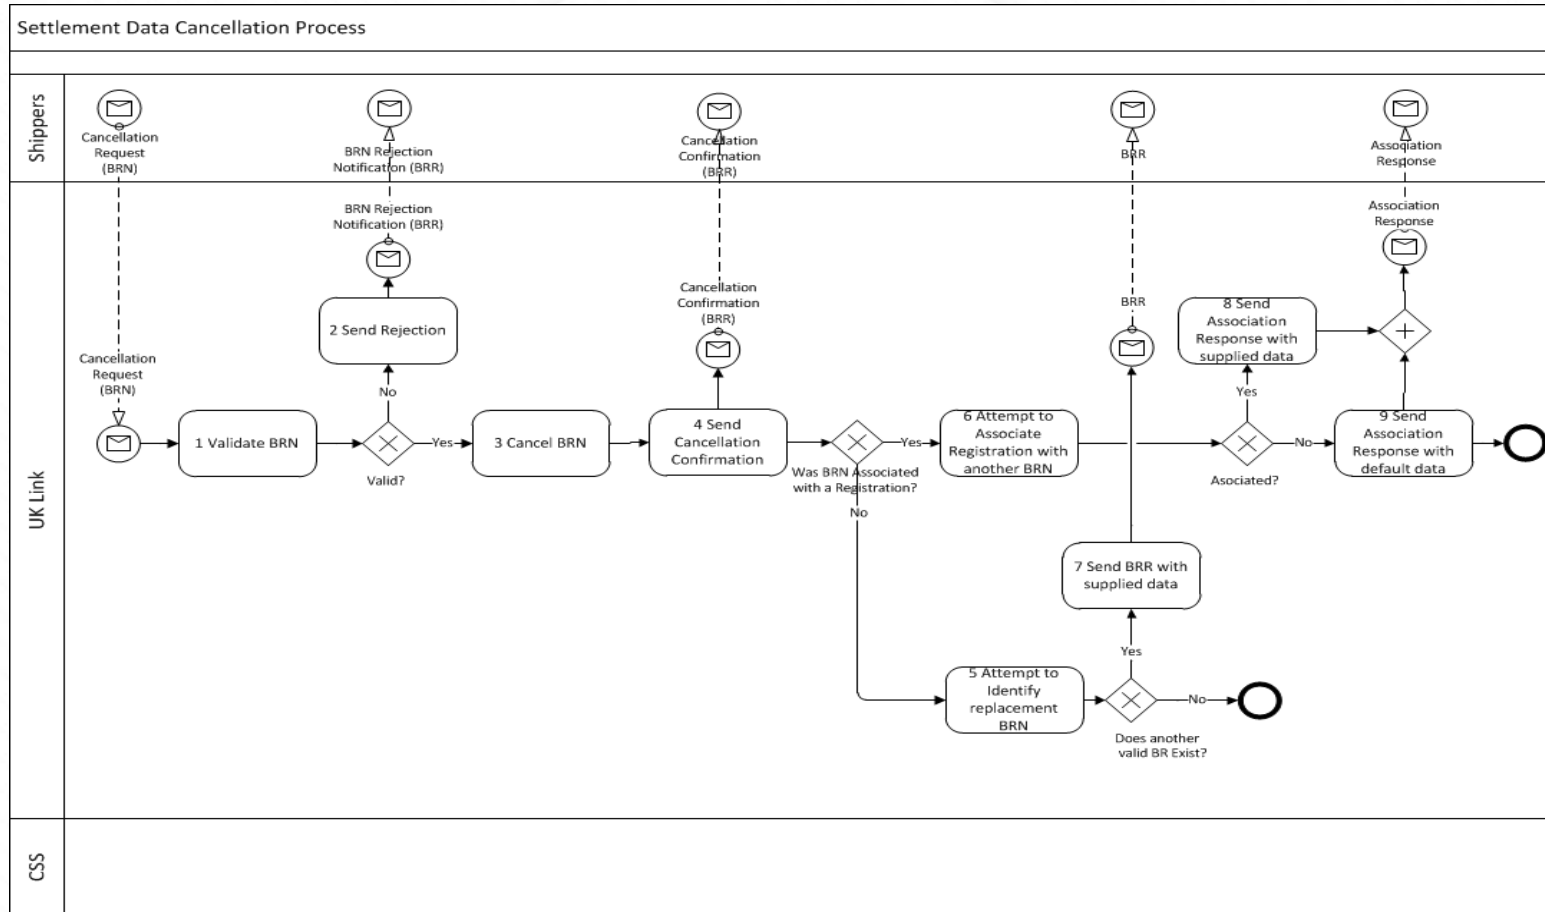 Settlement Data Cancellation Process
Shippers
Cancellation
Request
(BRN)
BRN Rejection
Notification (BRR)
Cancellation
Confirmation
(BRR)
BRR
Association
Response
UK Link
BRN Rejection
Notification (BRR)
Association
Response
Cancellation
Confirmation
(BRR)
BRR
8 Send
Association
Response with
supplied data
2 Send Rejection
Cancellation
Request
(BRN)
No
Yes
1 Validate BRN
Valid?
Yes
3 Cancel BRN
4 Send
Cancellation
Confirmation
Was BRN Associated
with a Registration?
Yes
No
6 Attempt to
Associate
Registration with
another BRN
Asociated?
No
9 Send
Association
Response with
default data
7 Send BRR with
supplied data
Yes
5 Attempt to
Identify
replacement
BRN
No
Does another
valid BR Exist?
CSS